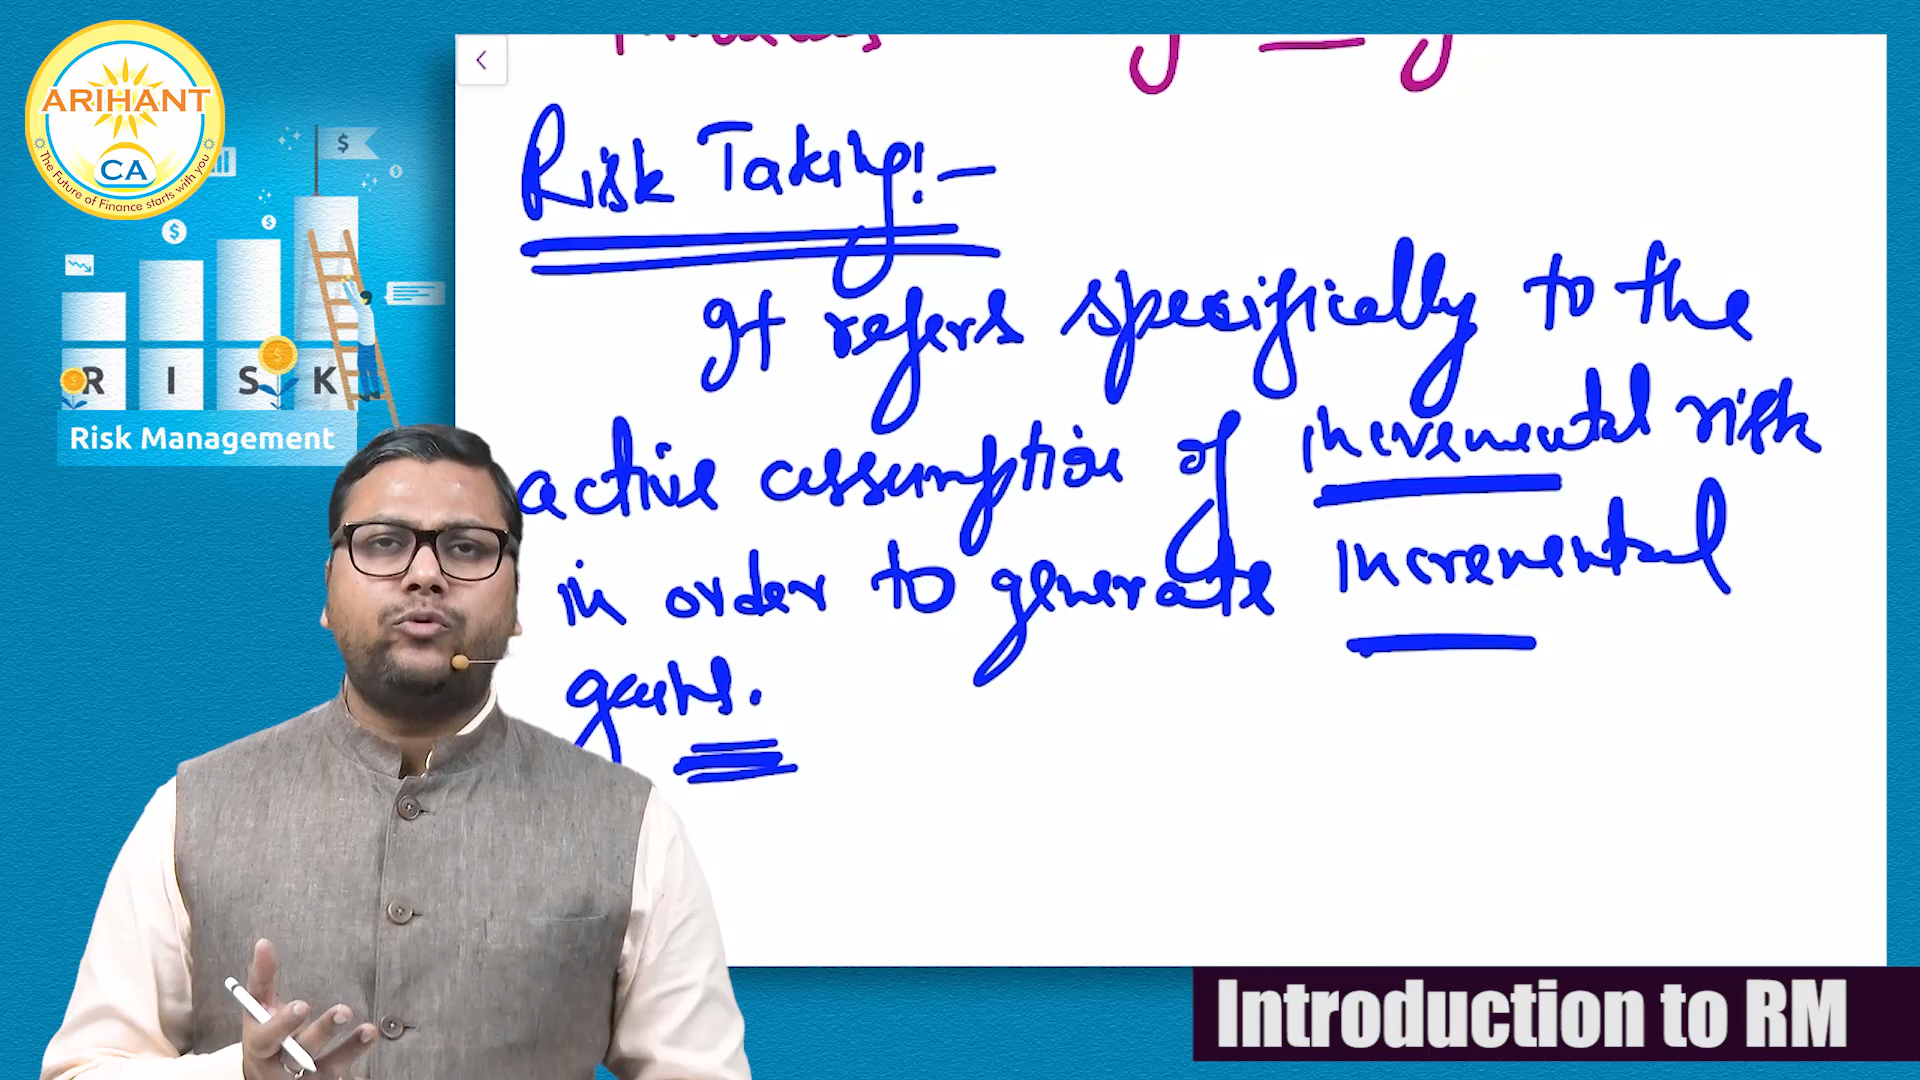 ARIHANT
CA
The Future of Finance starts with you
$
$
$
$
$
R I S K
Risk Management
Risk Taking:-
It refers specifically to the
active assumption of incremental risk
in order to generate incremental
gains.
Introduction to RM